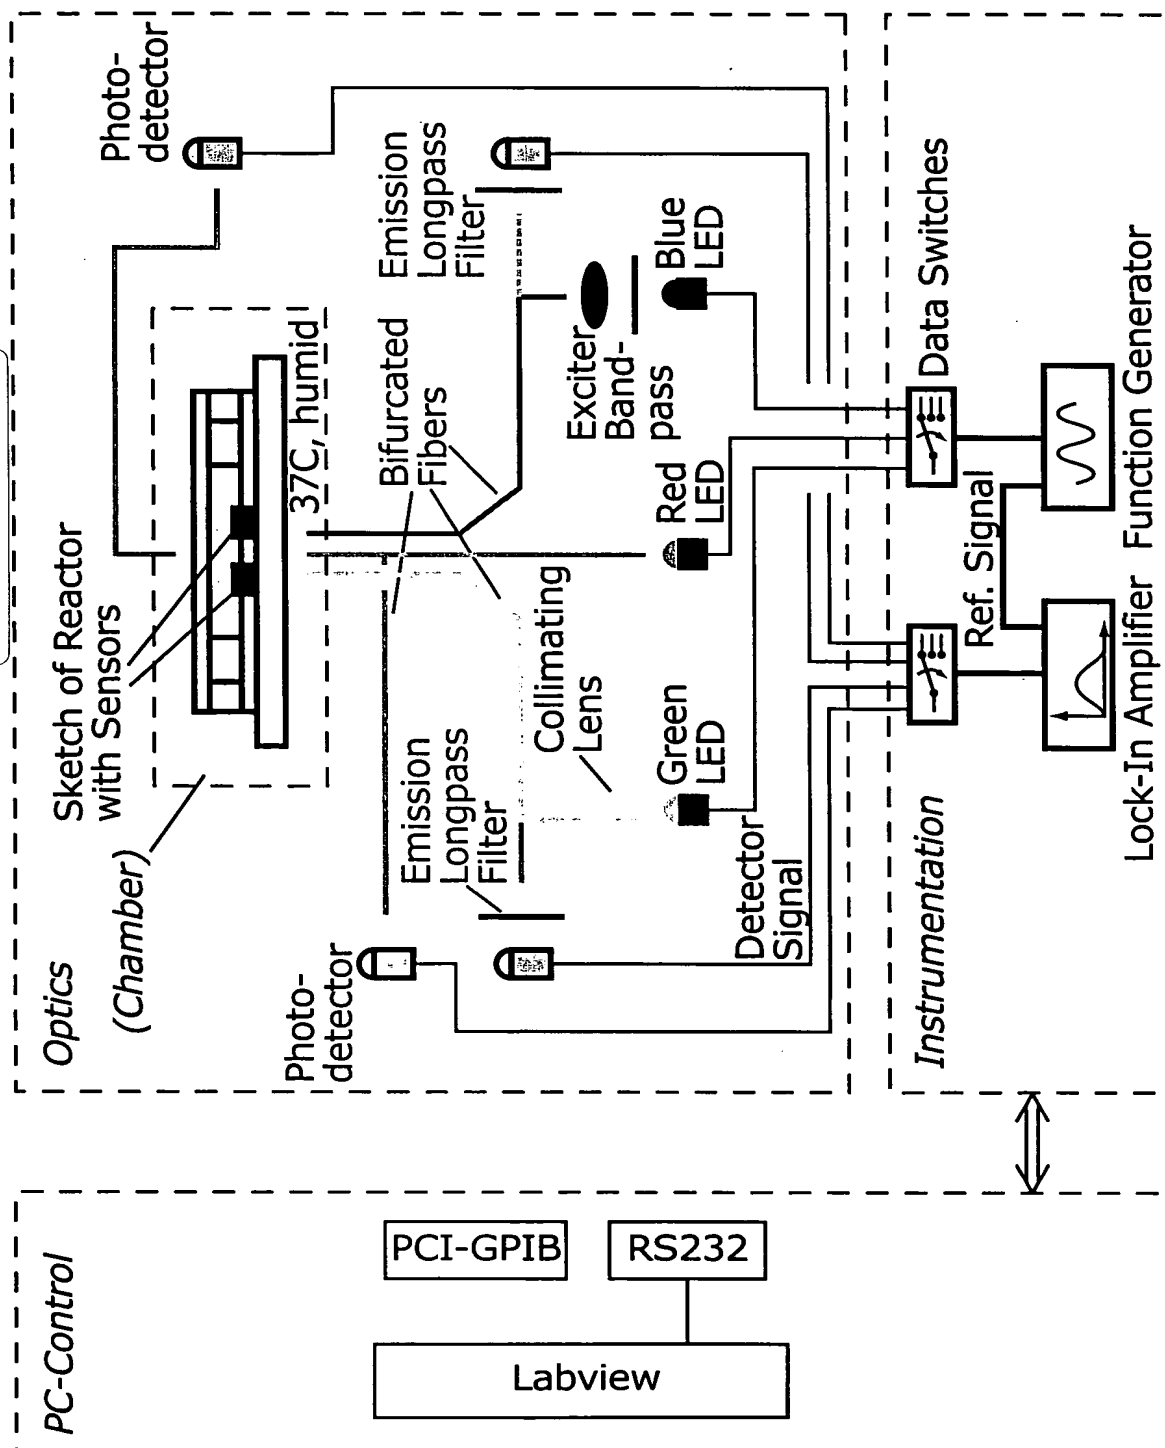 Optics
(Chamber)
Sketch of Reactor
with Sensors
Photo-
detector
37C, humid
Photo-
detector
Bifurcated
Fibers
Emission
Longpass
Filter
Emission
Longpass
Filter
Collimating
Lens
Exciter
Band-
pass
Green
LED
Red
LED
Blue
LED
Detector
Signal
Instrumentation
Data Switches
Ref. Signal
Lock-In Amplifier
Function Generator
PC-Control
PCI-GPIB
RS232
Labview